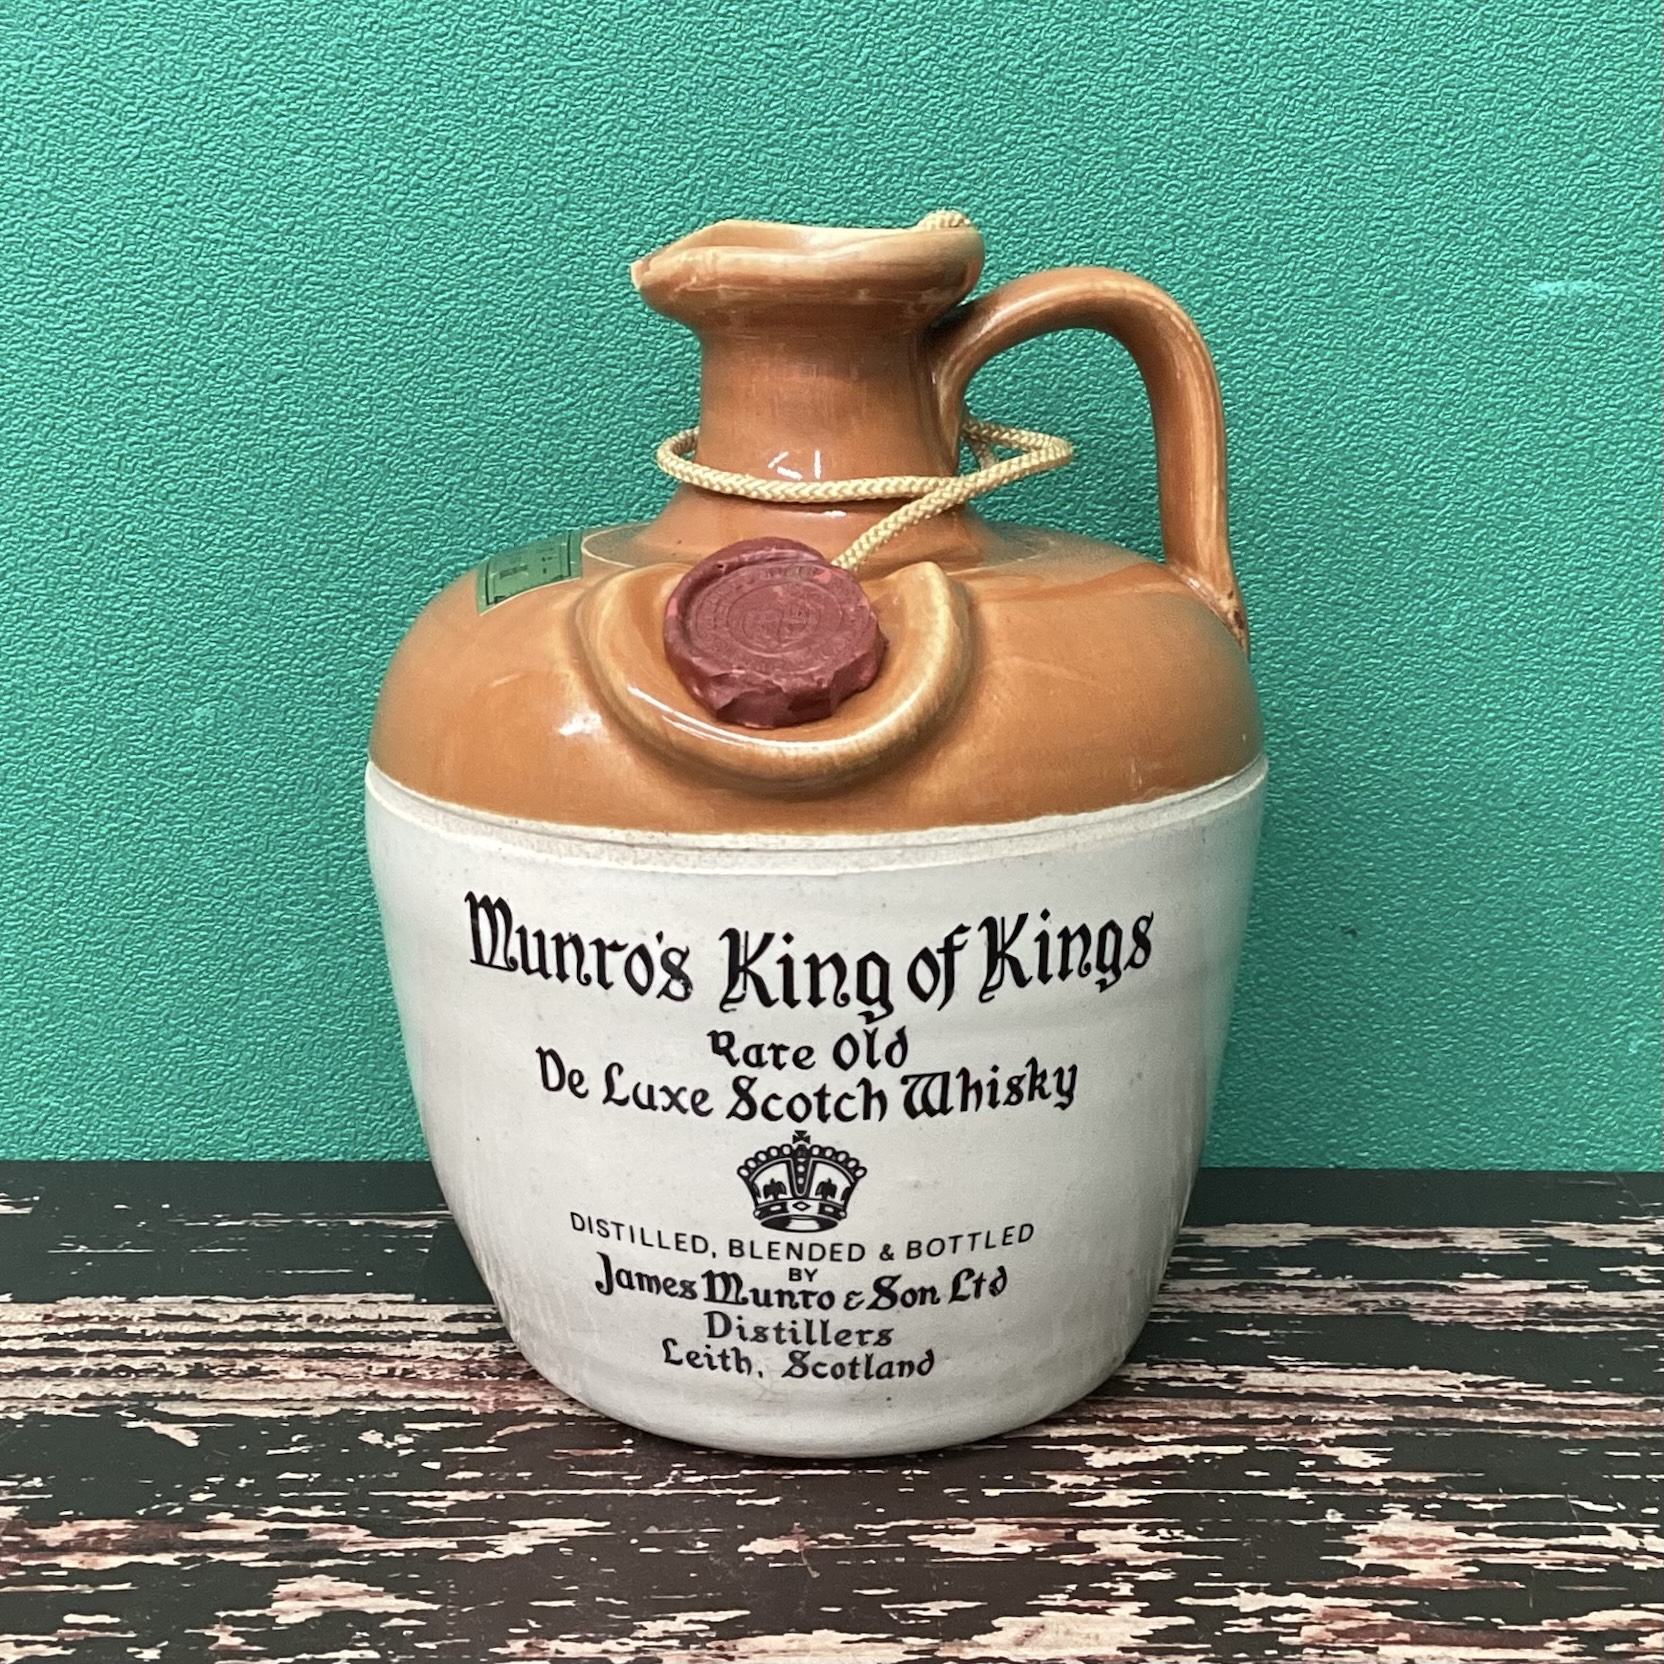 Munro's King of Kings
Rare Old
De Luxe Scotch Whisky
DISTILLED, BLENDED & BOTTLED
BY
James Munro & Son Ltd
Distillers
Leith, Scotland